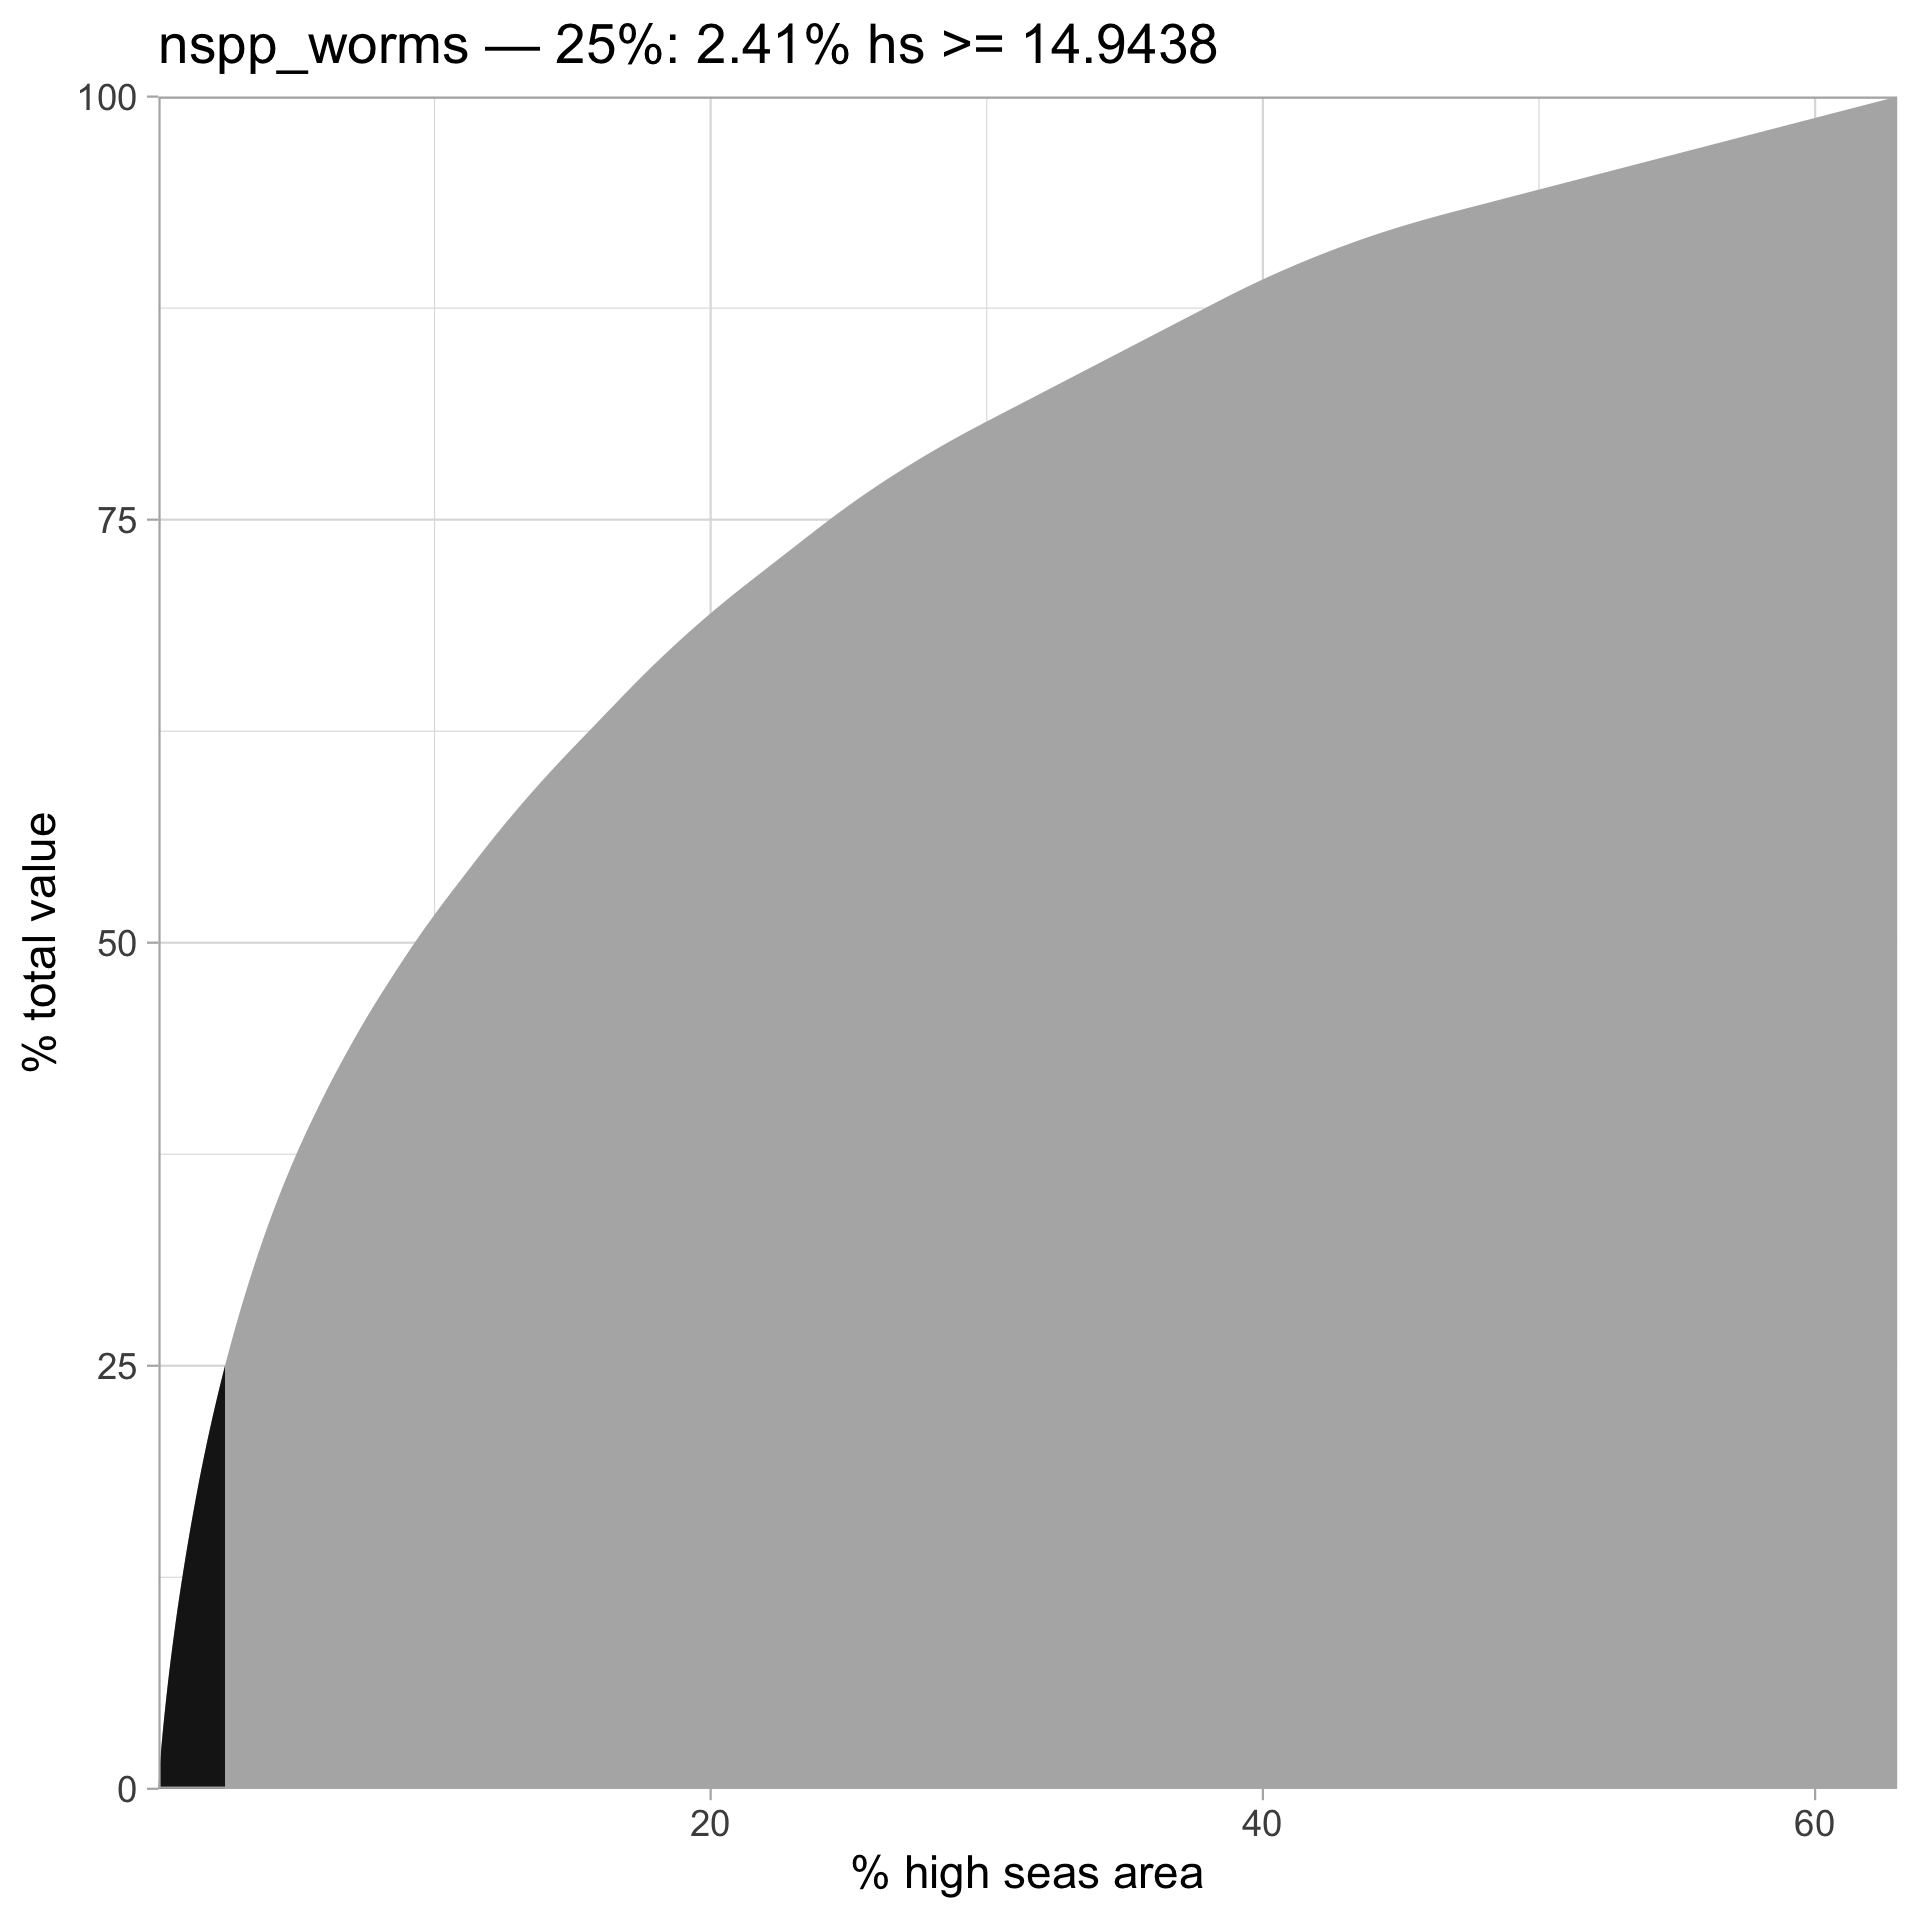 nspp_worms — 25%: 2.41% hs >= 14.9438
100
75
50
25
0
% total value
20 40 60
% high seas area